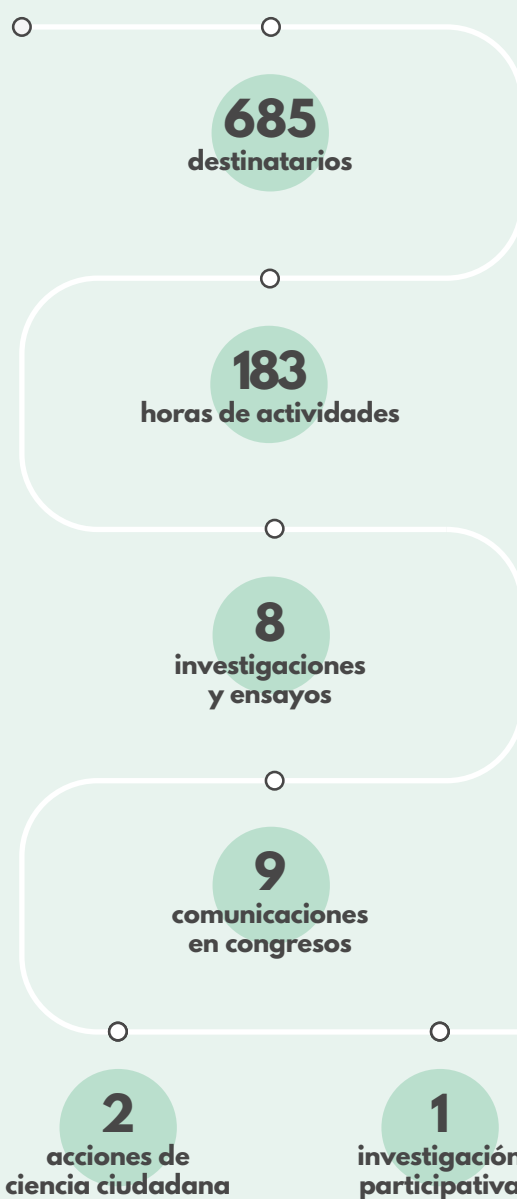 685
destinatarios
183
horas de actividades
8
investigaciones
y ensayos
9
comunicaciones
en congresos
2
acciones de
ciencia ciudadana
1
investigación
participativa